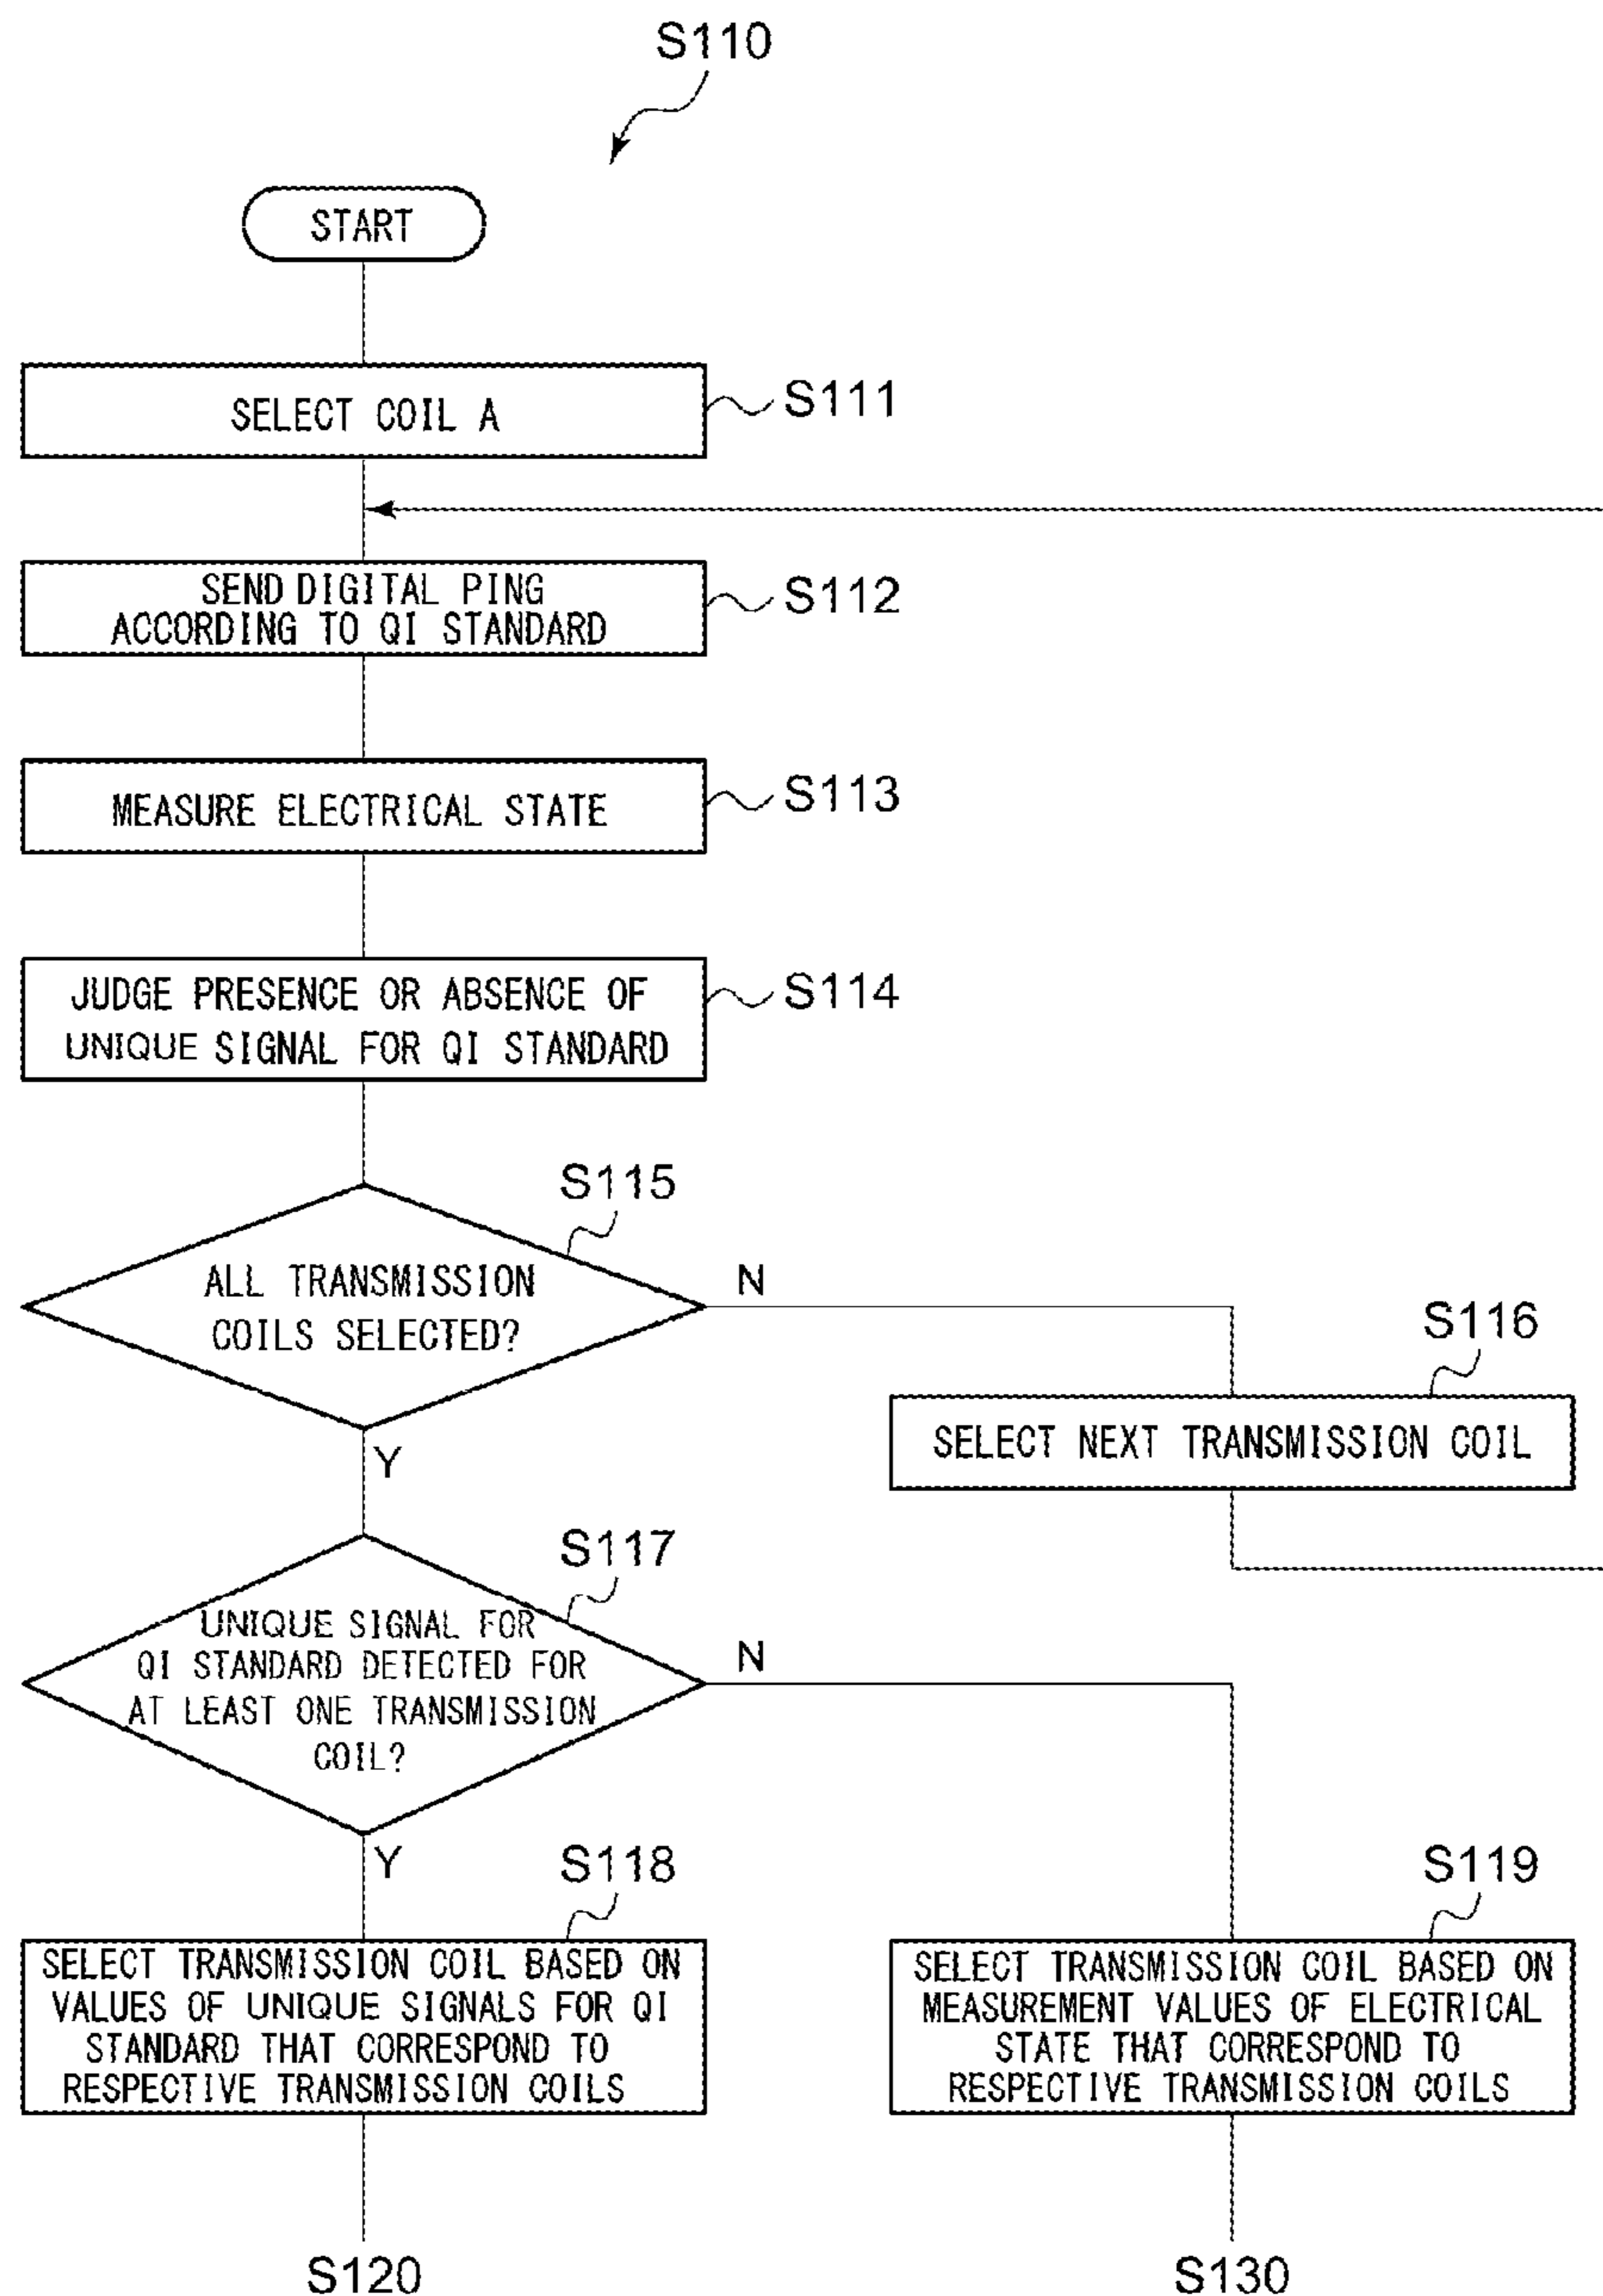 S110
START
SELECT COIL A
S111
SEND DIGITAL PING
ACCORDING TO QI STANDARD
S112
MEASURE ELECTRICAL STATE
S113
JUDGE PRESENCE OR ABSENCE OF
UNIQUE SIGNAL FOR QI STANDARD
S114
S115
ALL TRANSMISSION
COILS SELECTED?
N
Y
S116
SELECT NEXT TRANSMISSION COIL
S117
UNIQUE SIGNAL FOR
QI STANDARD DETECTED FOR
AT LEAST ONE TRANSMISSION
COIL?
N
Y
S118
SELECT TRANSMISSION COIL BASED ON
VALUES OF UNIQUE SIGNALS FOR QI
STANDARD THAT CORRESPOND TO
RESPECTIVE TRANSMISSION COILS
S119
SELECT TRANSMISSION COIL BASED ON
MEASUREMENT VALUES OF ELECTRICAL
STATE THAT CORRESPOND TO
RESPECTIVE TRANSMISSION COILS
S120
S130